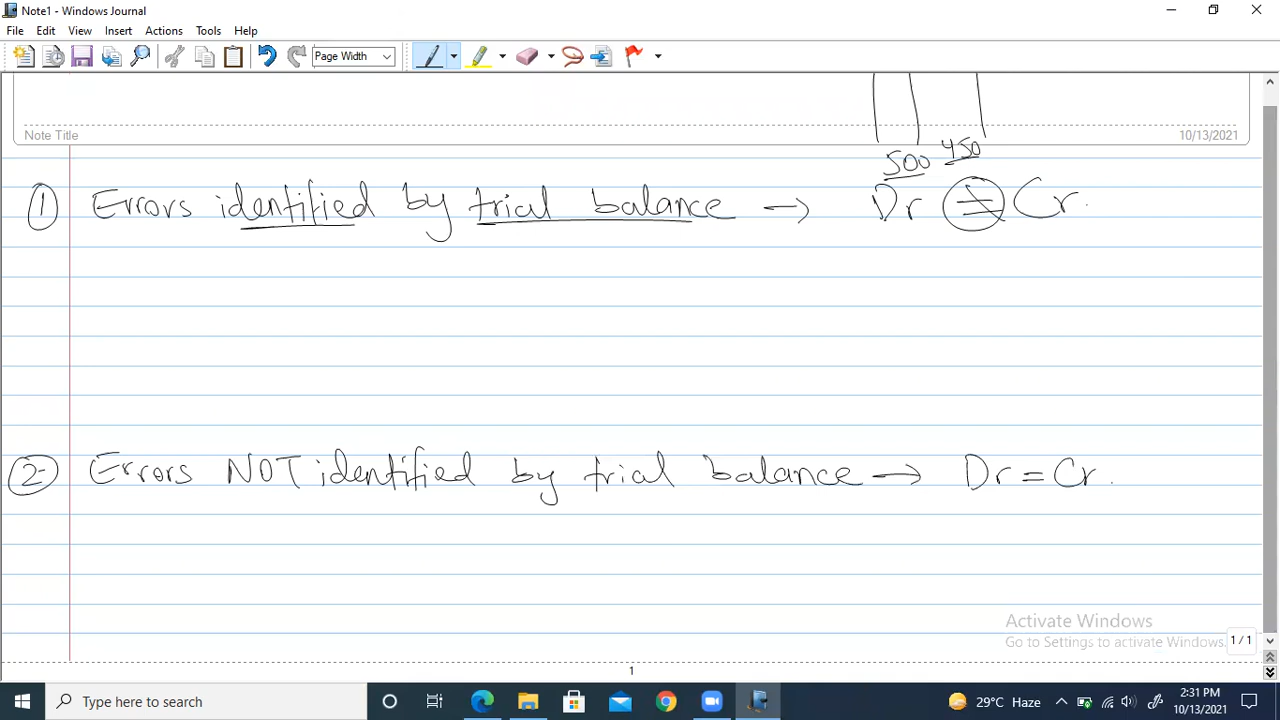 Note1 - Windows Journal
File Edit View Insert Actions Tools Help
Page Width
Note Title
10/13/2021
500 450
① Errors identified by trial balance → Dr ≠ Cr.
② Errors NOT identified by trial balance → Dr = Cr.
Activate Windows
Go to Settings to activate Windows.
1 / 1
1
Type here to search
29°C Haze
2:31 PM
10/13/2021